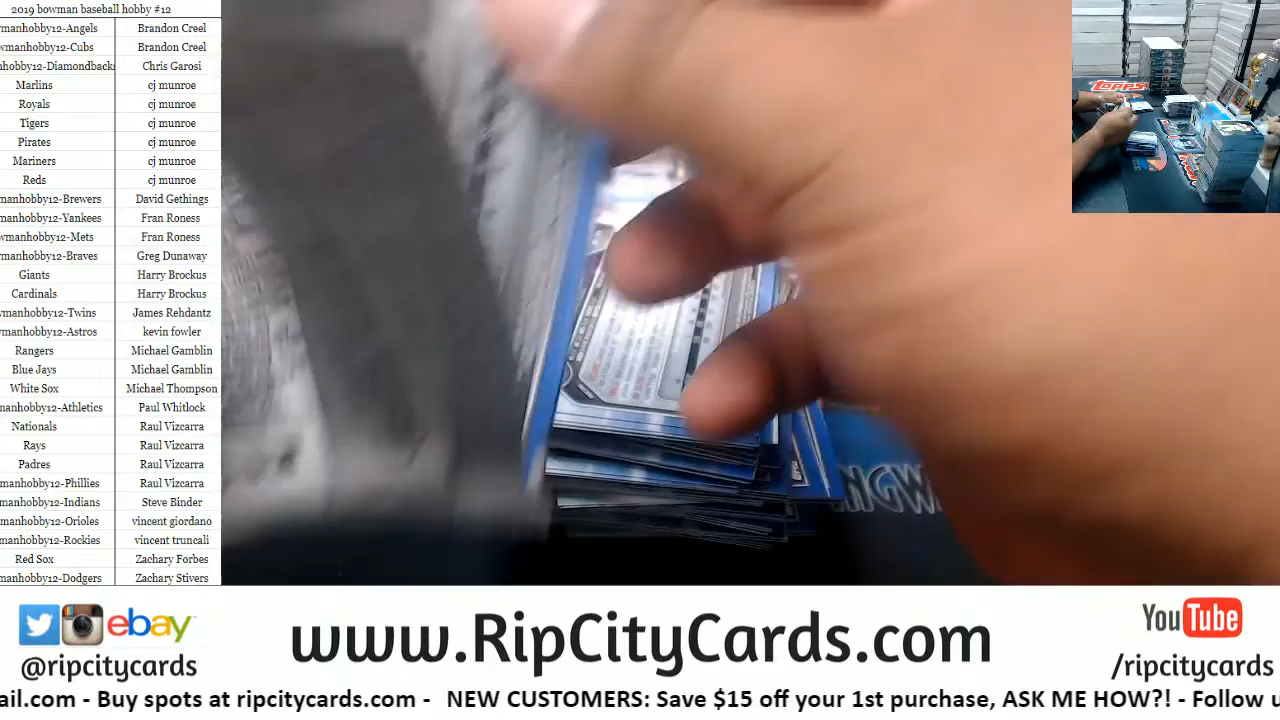 2019 bowman baseball hobby #12
wmanhobby12-Angels Brandon Creel
wmanhobby12-Cubs Brandon Creel
nhobby12-Diamondbacks Chris Garosi
Marlins cj munroe
Royals cj munroe
Tigers cj munroe
Pirates cj munroe
Mariners cj munroe
Reds cj munroe
manhobby12-Brewers David Gethings
manhobby12-Yankees Fran Roness
wmanhobby12-Mets Fran Roness
manhobby12-Braves Greg Dunaway
Giants Harry Brockus
Cardinals Harry Brockus
wmanhobby12-Twins James Rehdantz
wmanhobby12-Astros kevin fowler
Rangers Michael Gamblin
Blue Jays Michael Gamblin
White Sox Michael Thompson
manhobby12-Athletics Paul Whitlock
Nationals Raul Vizcarra
Rays Raul Vizcarra
Padres Raul Vizcarra
manhobby12-Phillies Raul Vizcarra
manhobby12-Indians Steve Binder
manhobby12-Orioles vincent giordano
manhobby12-Rockies vincent truncali
Red Sox Zachary Forbes
manhobby12-Dodgers Zachary Stivers
topps
NGW
ebay
@ripcitycards
www.RipCityCards.com
YouTube
/ripcitycards
ail.com - Buy spots at ripcitycards.com - NEW CUSTOMERS: Save $15 off your 1st purchase, ASK ME HOW?! - Follow u